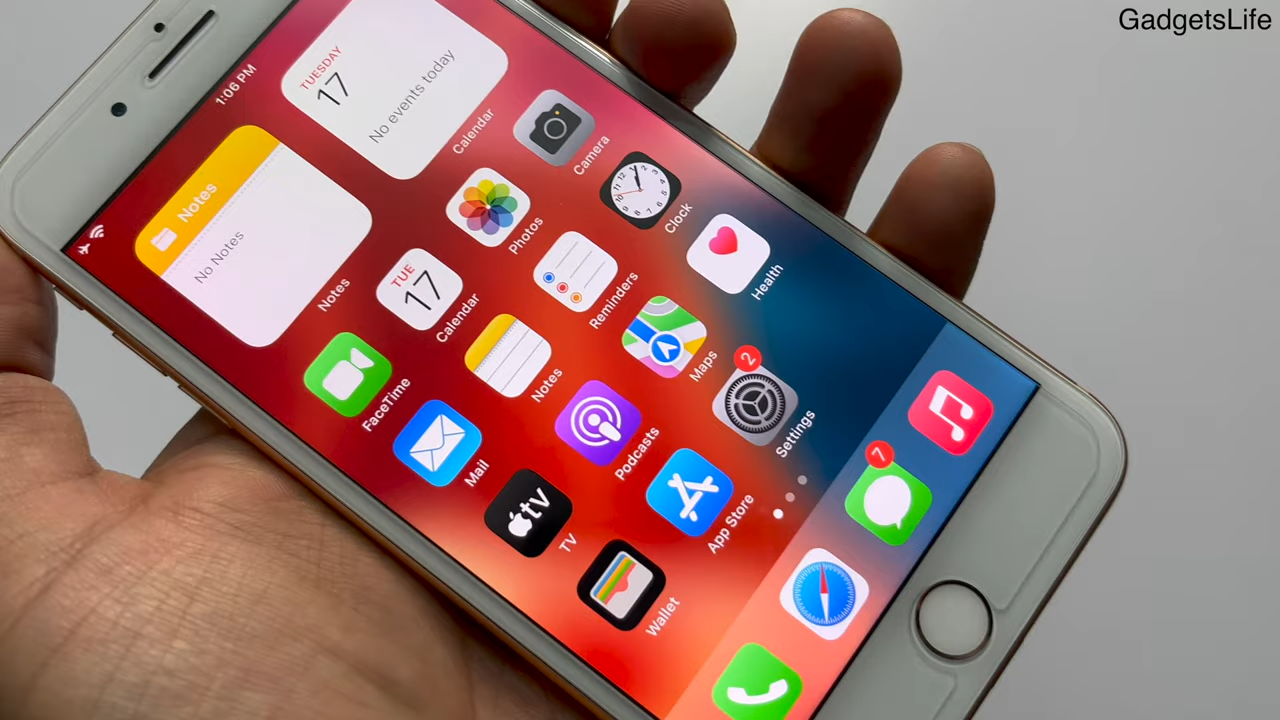 GadgetsLife
1:06 PM
Notes
No Notes
Notes
TUESDAY
17
No events today
Calendar
FaceTime
TUE
17
Calendar
Photos
Camera
Mail
Notes
Reminders
Clock
tv
TV
Podcasts
Maps
Health
Wallet
App Store
2
Settings
7